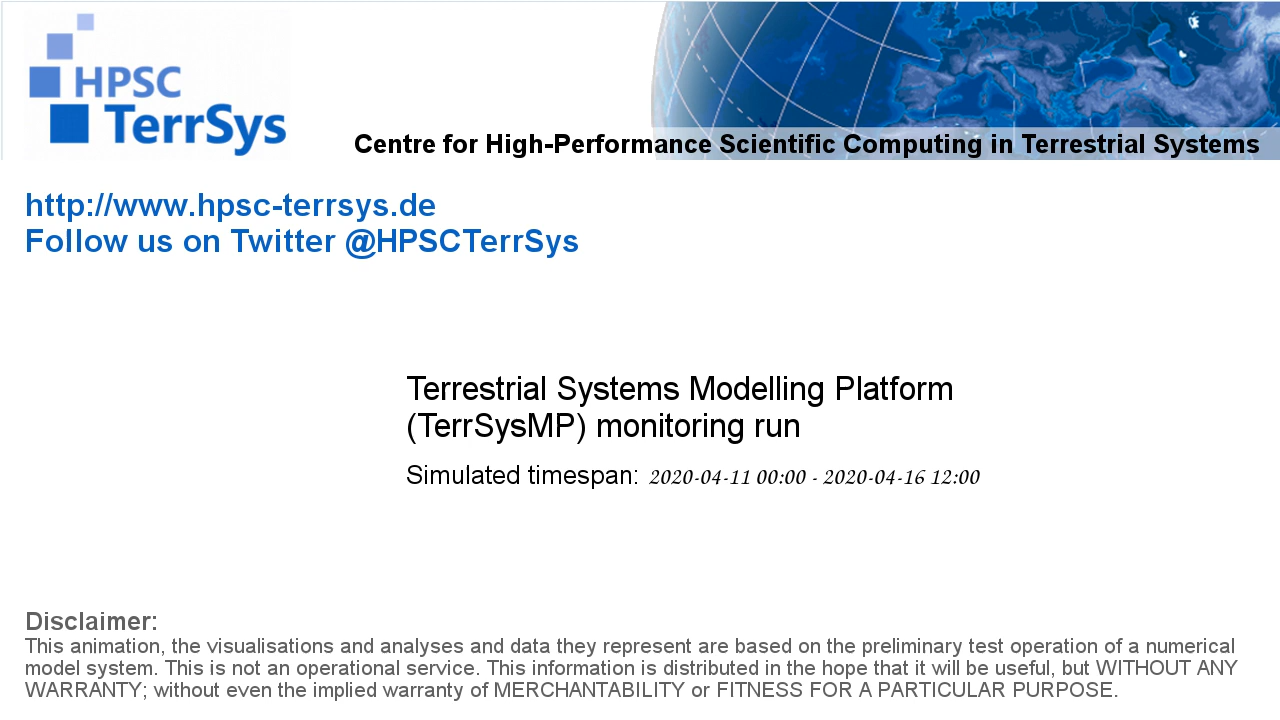 HPSC
TerrSys
Centre for High-Performance Scientific Computing in Terrestrial Systems
http://www.hpsc-terrsys.de
Follow us on Twitter @HPSCTerrSys
Terrestrial Systems Modelling Platform
(TerrSysMP) monitoring run
Simulated timespan: 2020-04-11 00:00 - 2020-04-16 12:00
Disclaimer:
This animation, the visualisations and analyses and data they represent are based on the preliminary test operation of a numerical
model system. This is not an operational service. This information is distributed in the hope that it will be useful, but WITHOUT ANY
WARRANTY; without even the implied warranty of MERCHANTABILITY or FITNESS FOR A PARTICULAR PURPOSE.